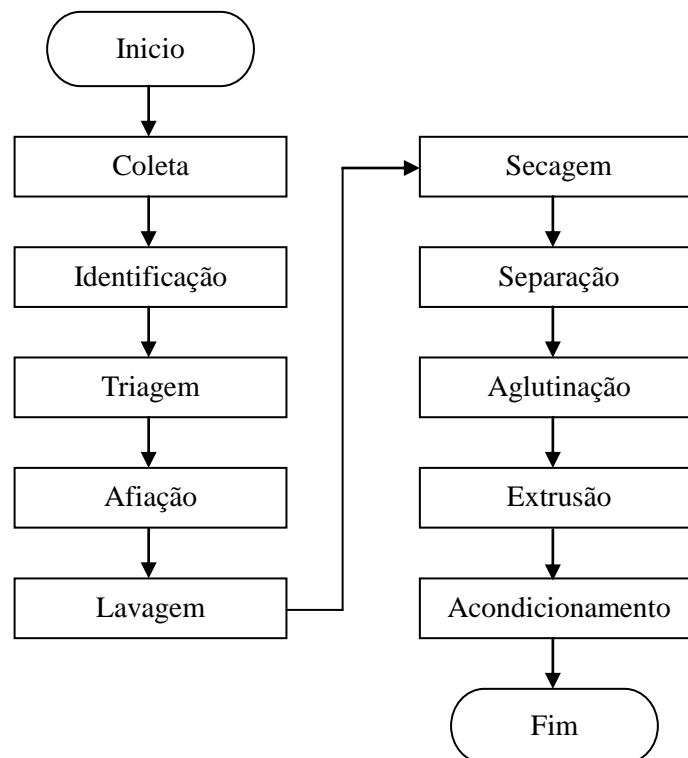 Inicio
Coleta
Identificação
Triagem
Afiação
Lavagem
Secagem
Separação
Aglutinação
Extrusão
Acondicionamento
Fim